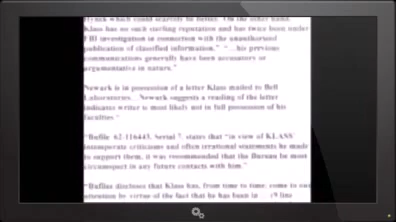 which could scarcely be better. On the other hand
Klass has no such sterling reputation and has twice been under
FBI investigation in connection with the unauthorized
publication of classified information." "...his previous
communications generally have been accusatory or
argumentative in nature."
Newark is in possession of a letter Klass mailed to Bell
Laboratories. Newark suggests a reading of the letter
indicates writer is most likely not in full possession of his
faculties."
"Bufile 62-116443, Serial 7, states that "in view of KLASS'
intemperate criticisms and often irrational statements he made
to support them, it was recommended that the Bureau be most
circumspect in any future contacts with him."
"Bufiles discloses that Klass has, from time to time, come to our
attention by virtue of the fact that he has been in